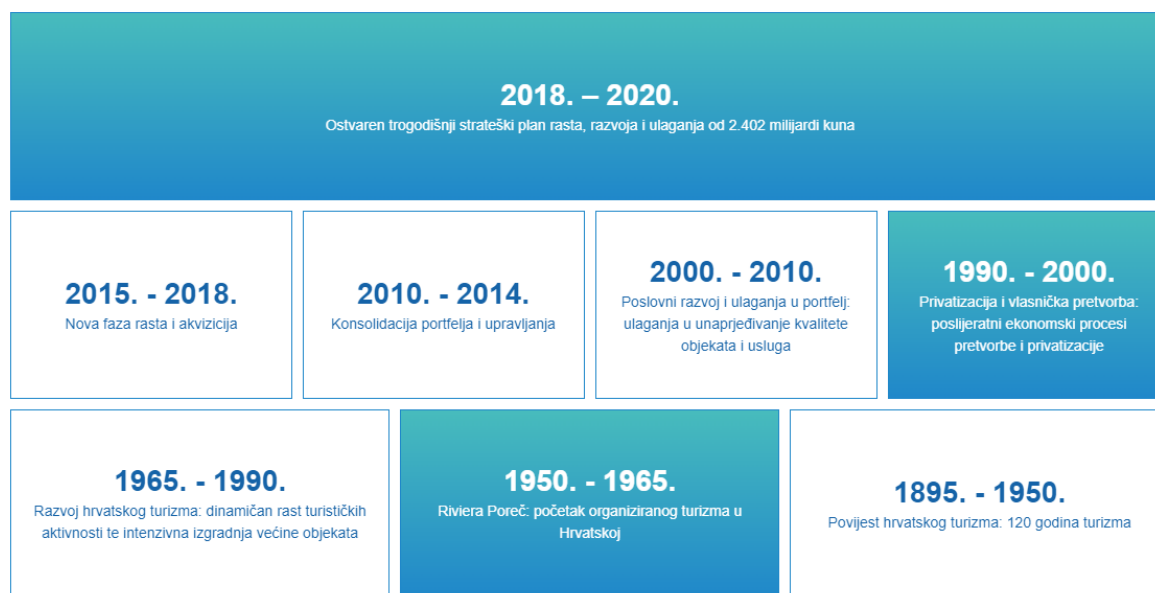 2018. – 2020.
Ostvaren trogodišnji strateški plan rasta, razvoja i ulaganja od 2.402 milijardi kuna
2015. - 2018.
Nova faza rasta i akvizicija
2010. - 2014.
Konsolidacija portfelja i upravljanja
2000. - 2010.
Poslovni razvoj i ulaganja u portfelj:
ulaganja u unaprjeđivanje kvalitete
objekata i usluga
1990. - 2000.
Privatizacija i vlasnička pretvorba:
poslijeratni ekonomski procesi
pretvorbe i privatizacije
1965. - 1990.
Razvoj hrvatskog turizma: dinamičan rast turističkih
aktivnosti te intenzivna izgradnja većine objekata
1950. - 1965.
Riviera Poreč: početak organiziranog turizma u
Hrvatskoj
1895. - 1950.
Povijest hrvatskog turizma: 120 godina turizma